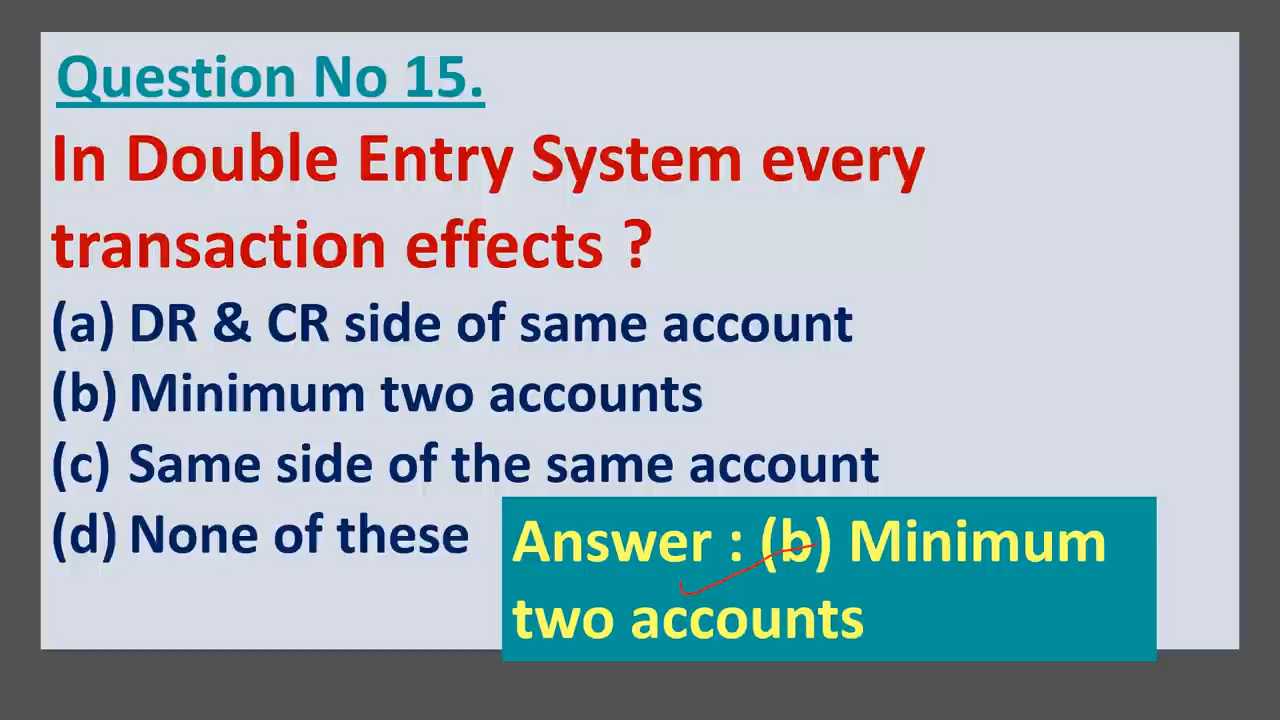 Question No 15.
In Double Entry System every
transaction effects ?
(a) DR & CR side of same account
(b) Minimum two accounts
(c) Same side of the same account
(d) None of these
Answer : (b) Minimum
two accounts